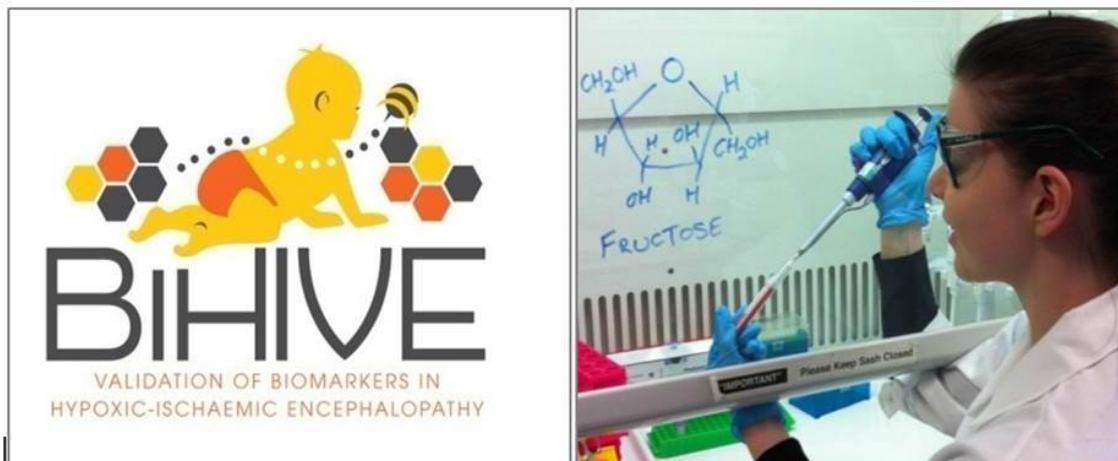 BiHIVE
VALIDATION OF BIOMARKERS IN
HYPOXIC-ISCHAEMIC ENCEPHALOPATHY
CH₂OH O H
H H OH CH₂OH
OH H
FRUCTOSE
"IMPORTANT" Please Keep Sash Closed